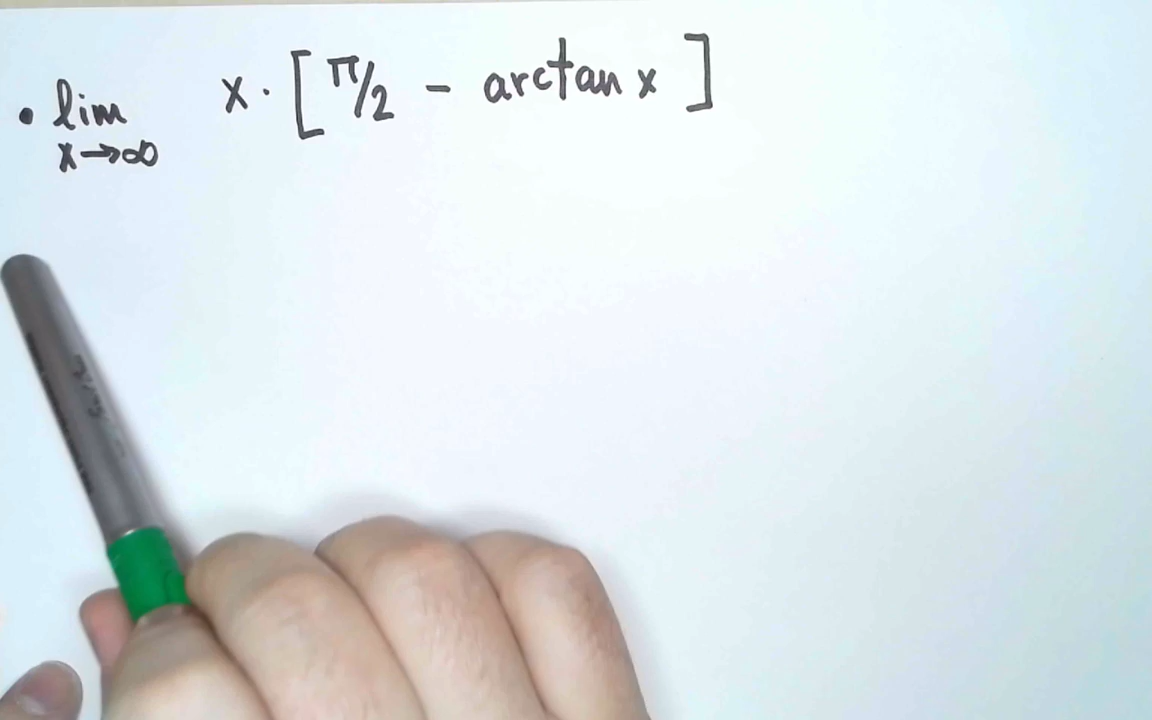 • lim x→∞ x · [ π/2 - arctan x ]